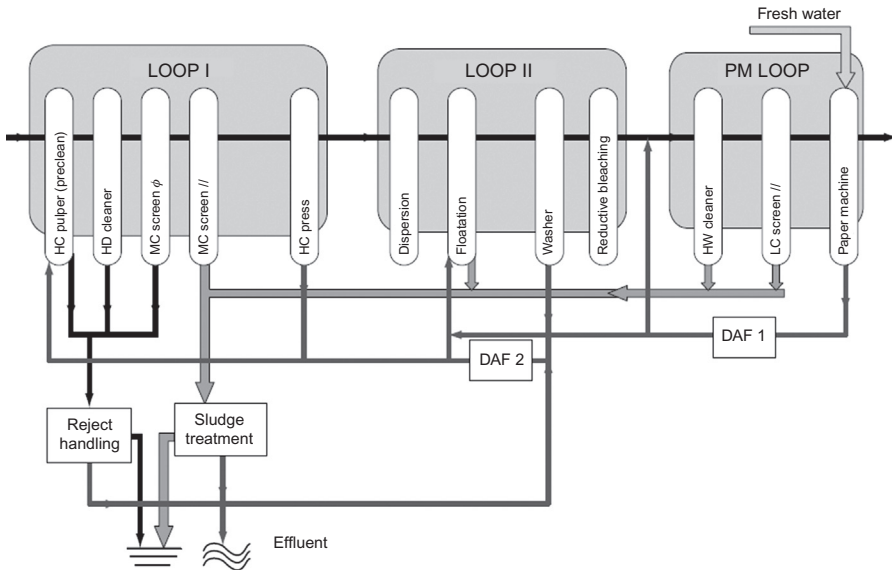 Fresh water
LOOP I
LOOP II
PM LOOP
HC pulper (preclean)
HD cleaner
MC screen ϕ
MC screen //
HC press
Dispersion
Floatation
Washer
Reductive bleaching
HW cleaner
LC screen //
Paper machine
DAF 1
DAF 2
Reject
handling
Sludge
treatment
Effluent